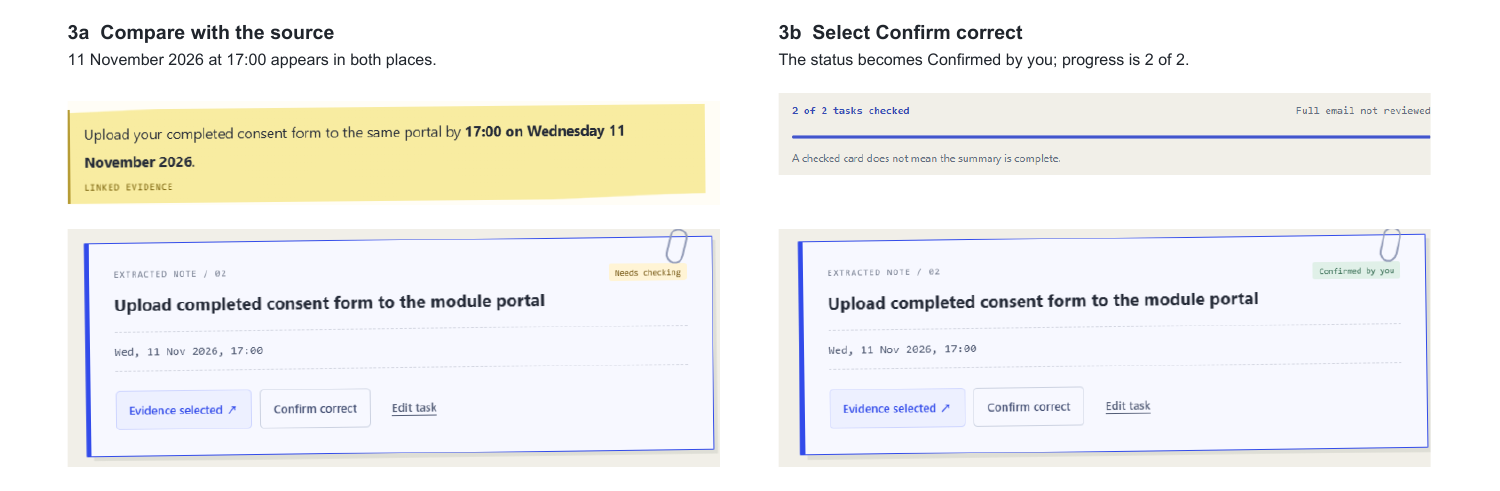 3a Compare with the source
11 November 2026 at 17:00 appears in both places.
Upload your completed consent form to the same portal by 17:00 on Wednesday 11
November 2026.
LINKED EVIDENCE
EXTRACTED NOTE / 02
Needs checking
Upload completed consent form to the module portal
Wed, 11 Nov 2026, 17:00
Evidence selected ↗ Confirm correct Edit task
3b Select Confirm correct
The status becomes Confirmed by you; progress is 2 of 2.
2 of 2 tasks checked Full email not reviewed
A checked card does not mean the summary is complete.
EXTRACTED NOTE / 02
Confirmed by you
Upload completed consent form to the module portal
Wed, 11 Nov 2026, 17:00
Evidence selected ↗ Confirm correct Edit task